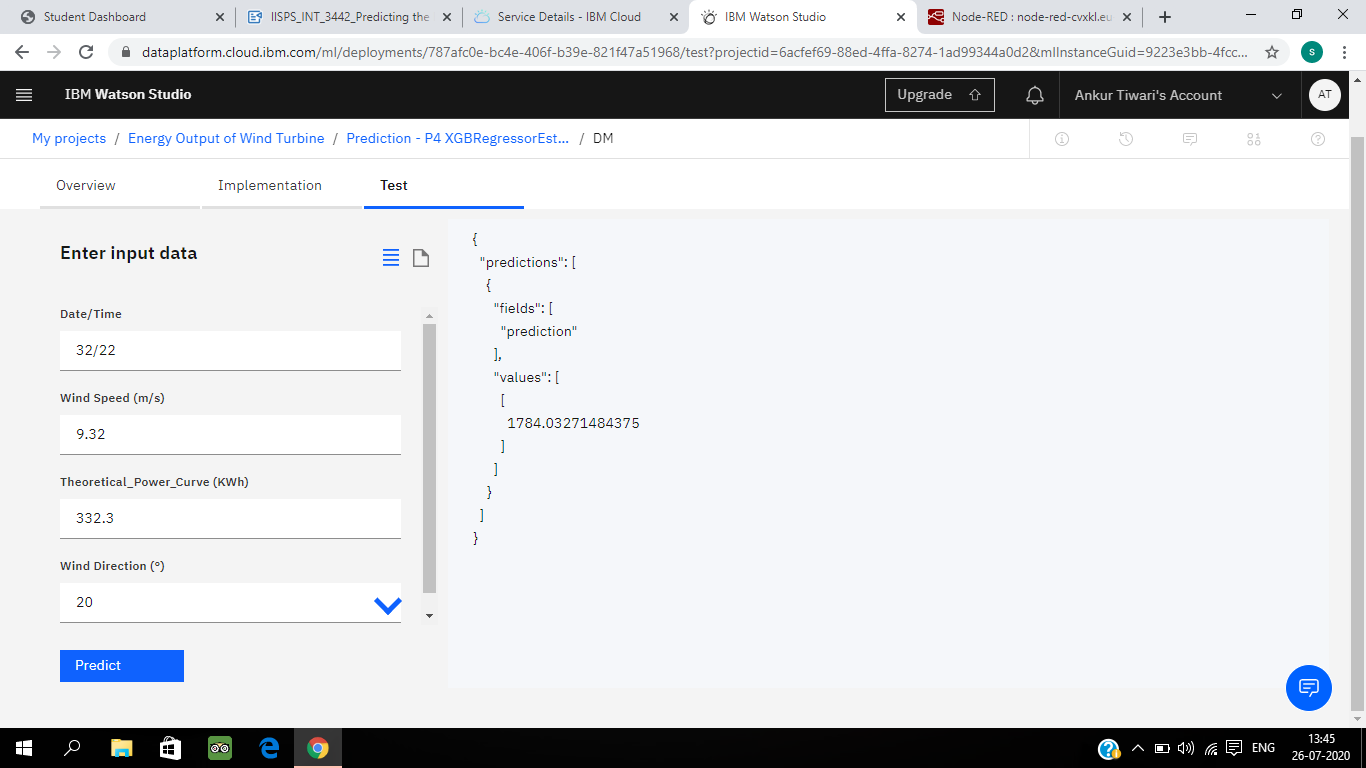 Student Dashboard
IISPS_INT_3442_Predicting the
Service Details - IBM Cloud
IBM Watson Studio
Node-RED : node-red-cvxkl.eu
dataplatform.cloud.ibm.com/ml/deployments/787afc0e-bc4e-406f-b39e-821f47a51968/test?projectid=6acfef69-88ed-4ffa-8274-1ad99344a0d2&mlInstanceGuid=9223e3bb-4fcc...
S
IBM Watson Studio
Upgrade
Ankur Tiwari's Account
AT
My projects / Energy Output of Wind Turbine / Prediction - P4 XGBRegressorEst... / DM
Overview
Implementation
Test
Enter input data
Date/Time
32/22
Wind Speed (m/s)
9.32
Theoretical_Power_Curve (KWh)
332.3
Wind Direction (°)
20
Predict
{
"predictions": [
{
"fields": [
"prediction"
],
"values": [
[
1784.03271484375
]
]
}
]
}
ENG
13:45
26-07-2020